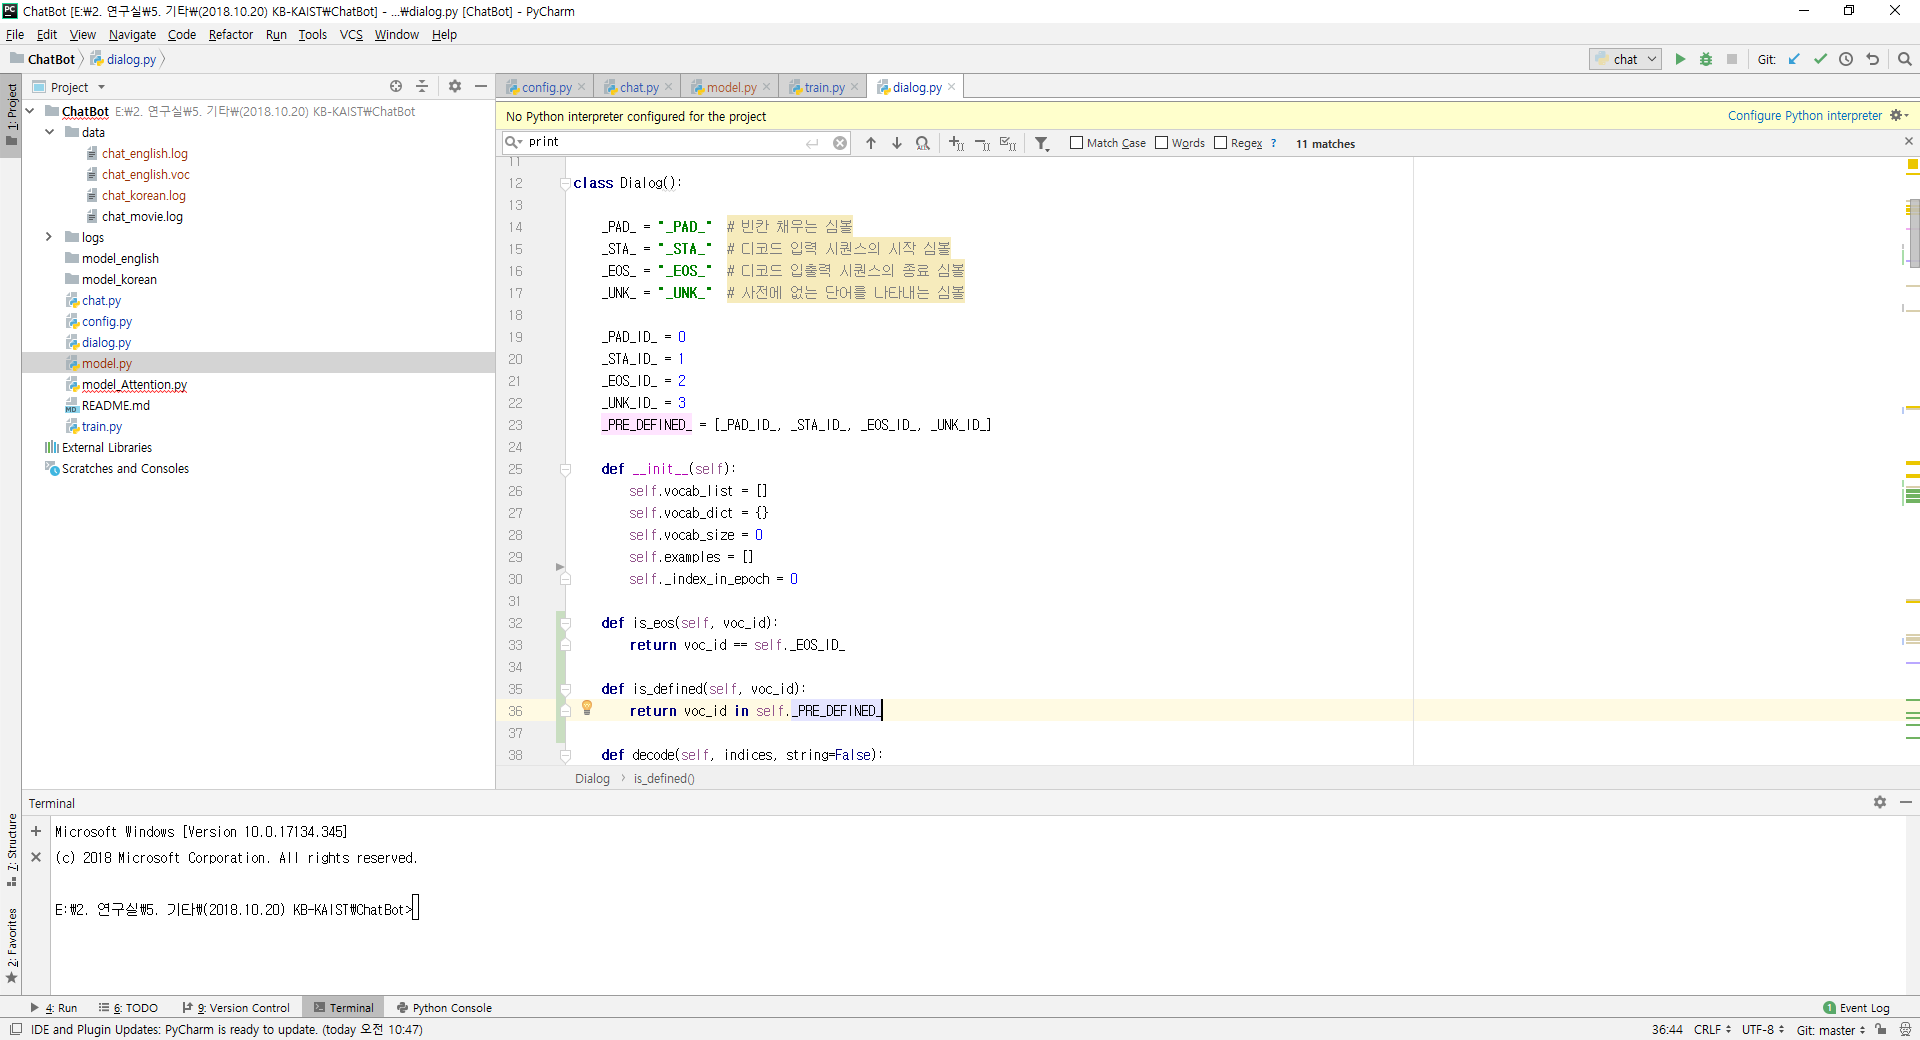 ChatBot [E:₩2. 연구실₩5. 기타₩(2018.10.20) KB-KAIST₩ChatBot] - ...₩dialog.py [ChatBot] - PyCharm
File Edit View Navigate Code Refactor Run Tools VCS Window Help
ChatBot dialog.py chat Git:
1: Project
Project
ChatBot E:₩2. 연구실₩5. 기타₩(2018.10.20) KB-KAIST₩ChatBot
data
chat_english.log
chat_english.voc
chat_korean.log
chat_movie.log
logs
model_english
model_korean
chat.py
config.py
dialog.py
model.py
model_Attention.py
README.md
train.py
External Libraries
Scratches and Consoles
config.py chat.py model.py train.py dialog.py
No Python interpreter configured for the project Configure Python interpreter
print Match Case Words Regex ? 11 matches
11
12 class Dialog():
13
14 _PAD_ = "_PAD_" # 빈칸 채우는 심볼
15 _STA_ = "_STA_" # 디코드 입력 시퀀스의 시작 심볼
16 _EOS_ = "_EOS_" # 디코드 입출력 시퀀스의 종료 심볼
17 _UNK_ = "_UNK_" # 사전에 없는 단어를 나타내는 심볼
18
19 _PAD_ID_ = 0
20 _STA_ID_ = 1
21 _EOS_ID_ = 2
22 _UNK_ID_ = 3
23 _PRE_DEFINED_ = [_PAD_ID_, _STA_ID_, _EOS_ID_, _UNK_ID_]
24
25 def __init__(self):
26 self.vocab_list = []
27 self.vocab_dict = {}
28 self.vocab_size = 0
29 self.examples = []
30 self._index_in_epoch = 0
31
32 def is_eos(self, voc_id):
33 return voc_id == self._EOS_ID_
34
35 def is_defined(self, voc_id):
36 return voc_id in self._PRE_DEFINED_
37
38 def decode(self, indices, string=False):
Dialog is_defined()
Terminal
Microsoft Windows [Version 10.0.17134.345]
(c) 2018 Microsoft Corporation. All rights reserved.
E:₩2. 연구실₩5. 기타₩(2018.10.20) KB-KAIST₩ChatBot>
7: Structure
2: Favorites
4: Run 6: TODO 9: Version Control Terminal Python Console 1 Event Log
IDE and Plugin Updates: PyCharm is ready to update. (today 오전 10:47) 36:44 CRLF UTF-8 Git: master